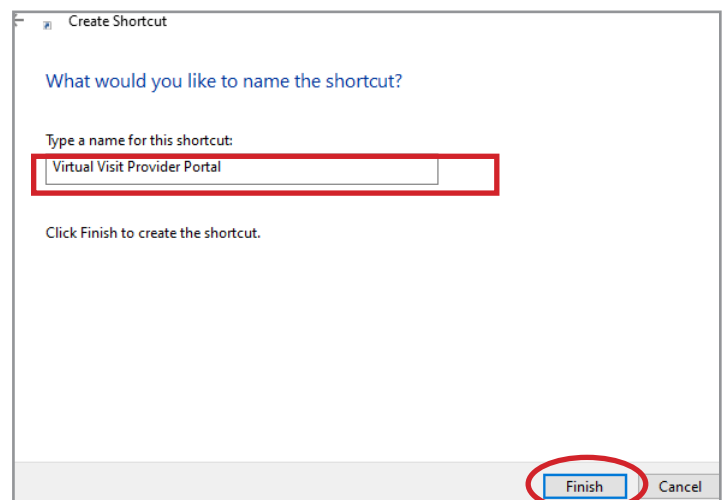 Create Shortcut
What would you like to name the shortcut?
Type a name for this shortcut:
Virtual Visit Provider Portal
Click Finish to create the shortcut.
Finish Cancel